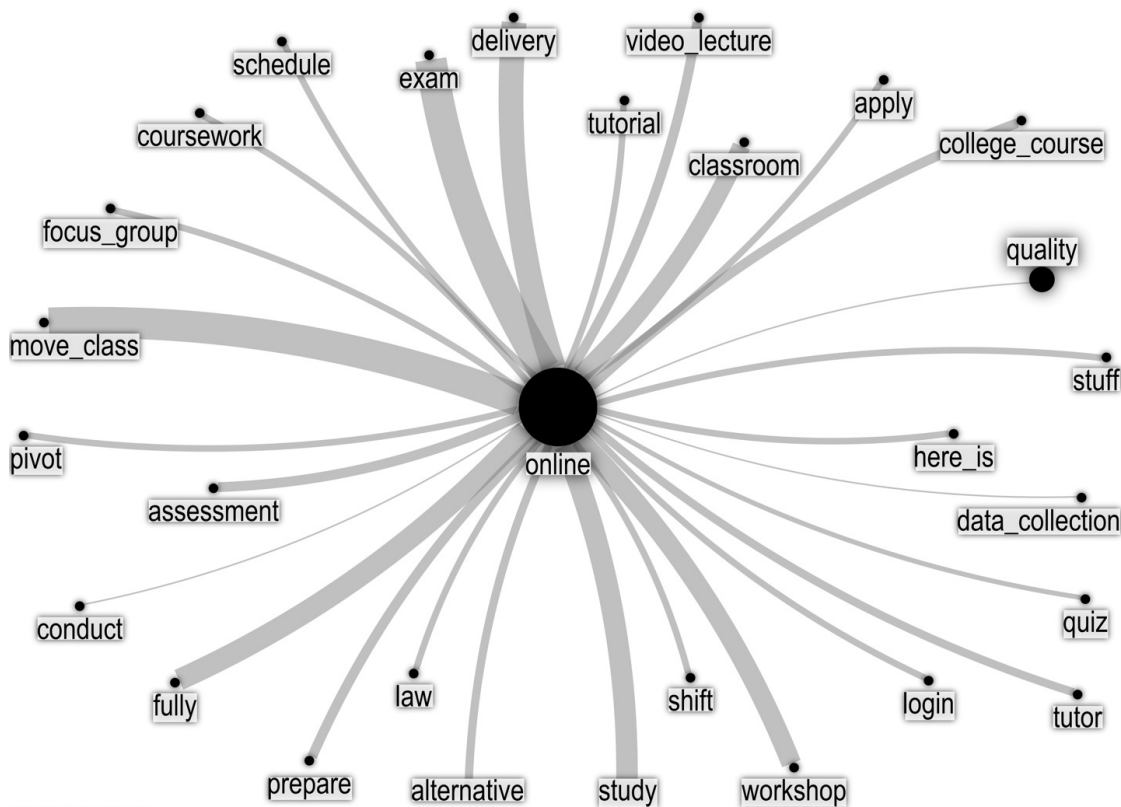 delivery
video_lecture
schedule
exam
apply
tutorial
coursework
college_course
classroom
focus_group
quality
move_class
stuff
pivot
here_is
online
assessment
data_collection
conduct
quiz
fully
law
shift
login
tutor
prepare
alternative
study
workshop